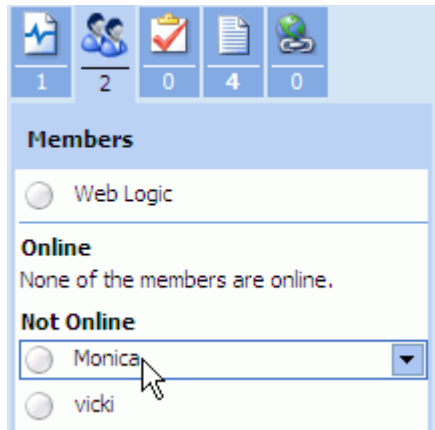 1 2 0 4 0
Members
Web Logic
Online
None of the members are online.
Not Online
Monica
vicki